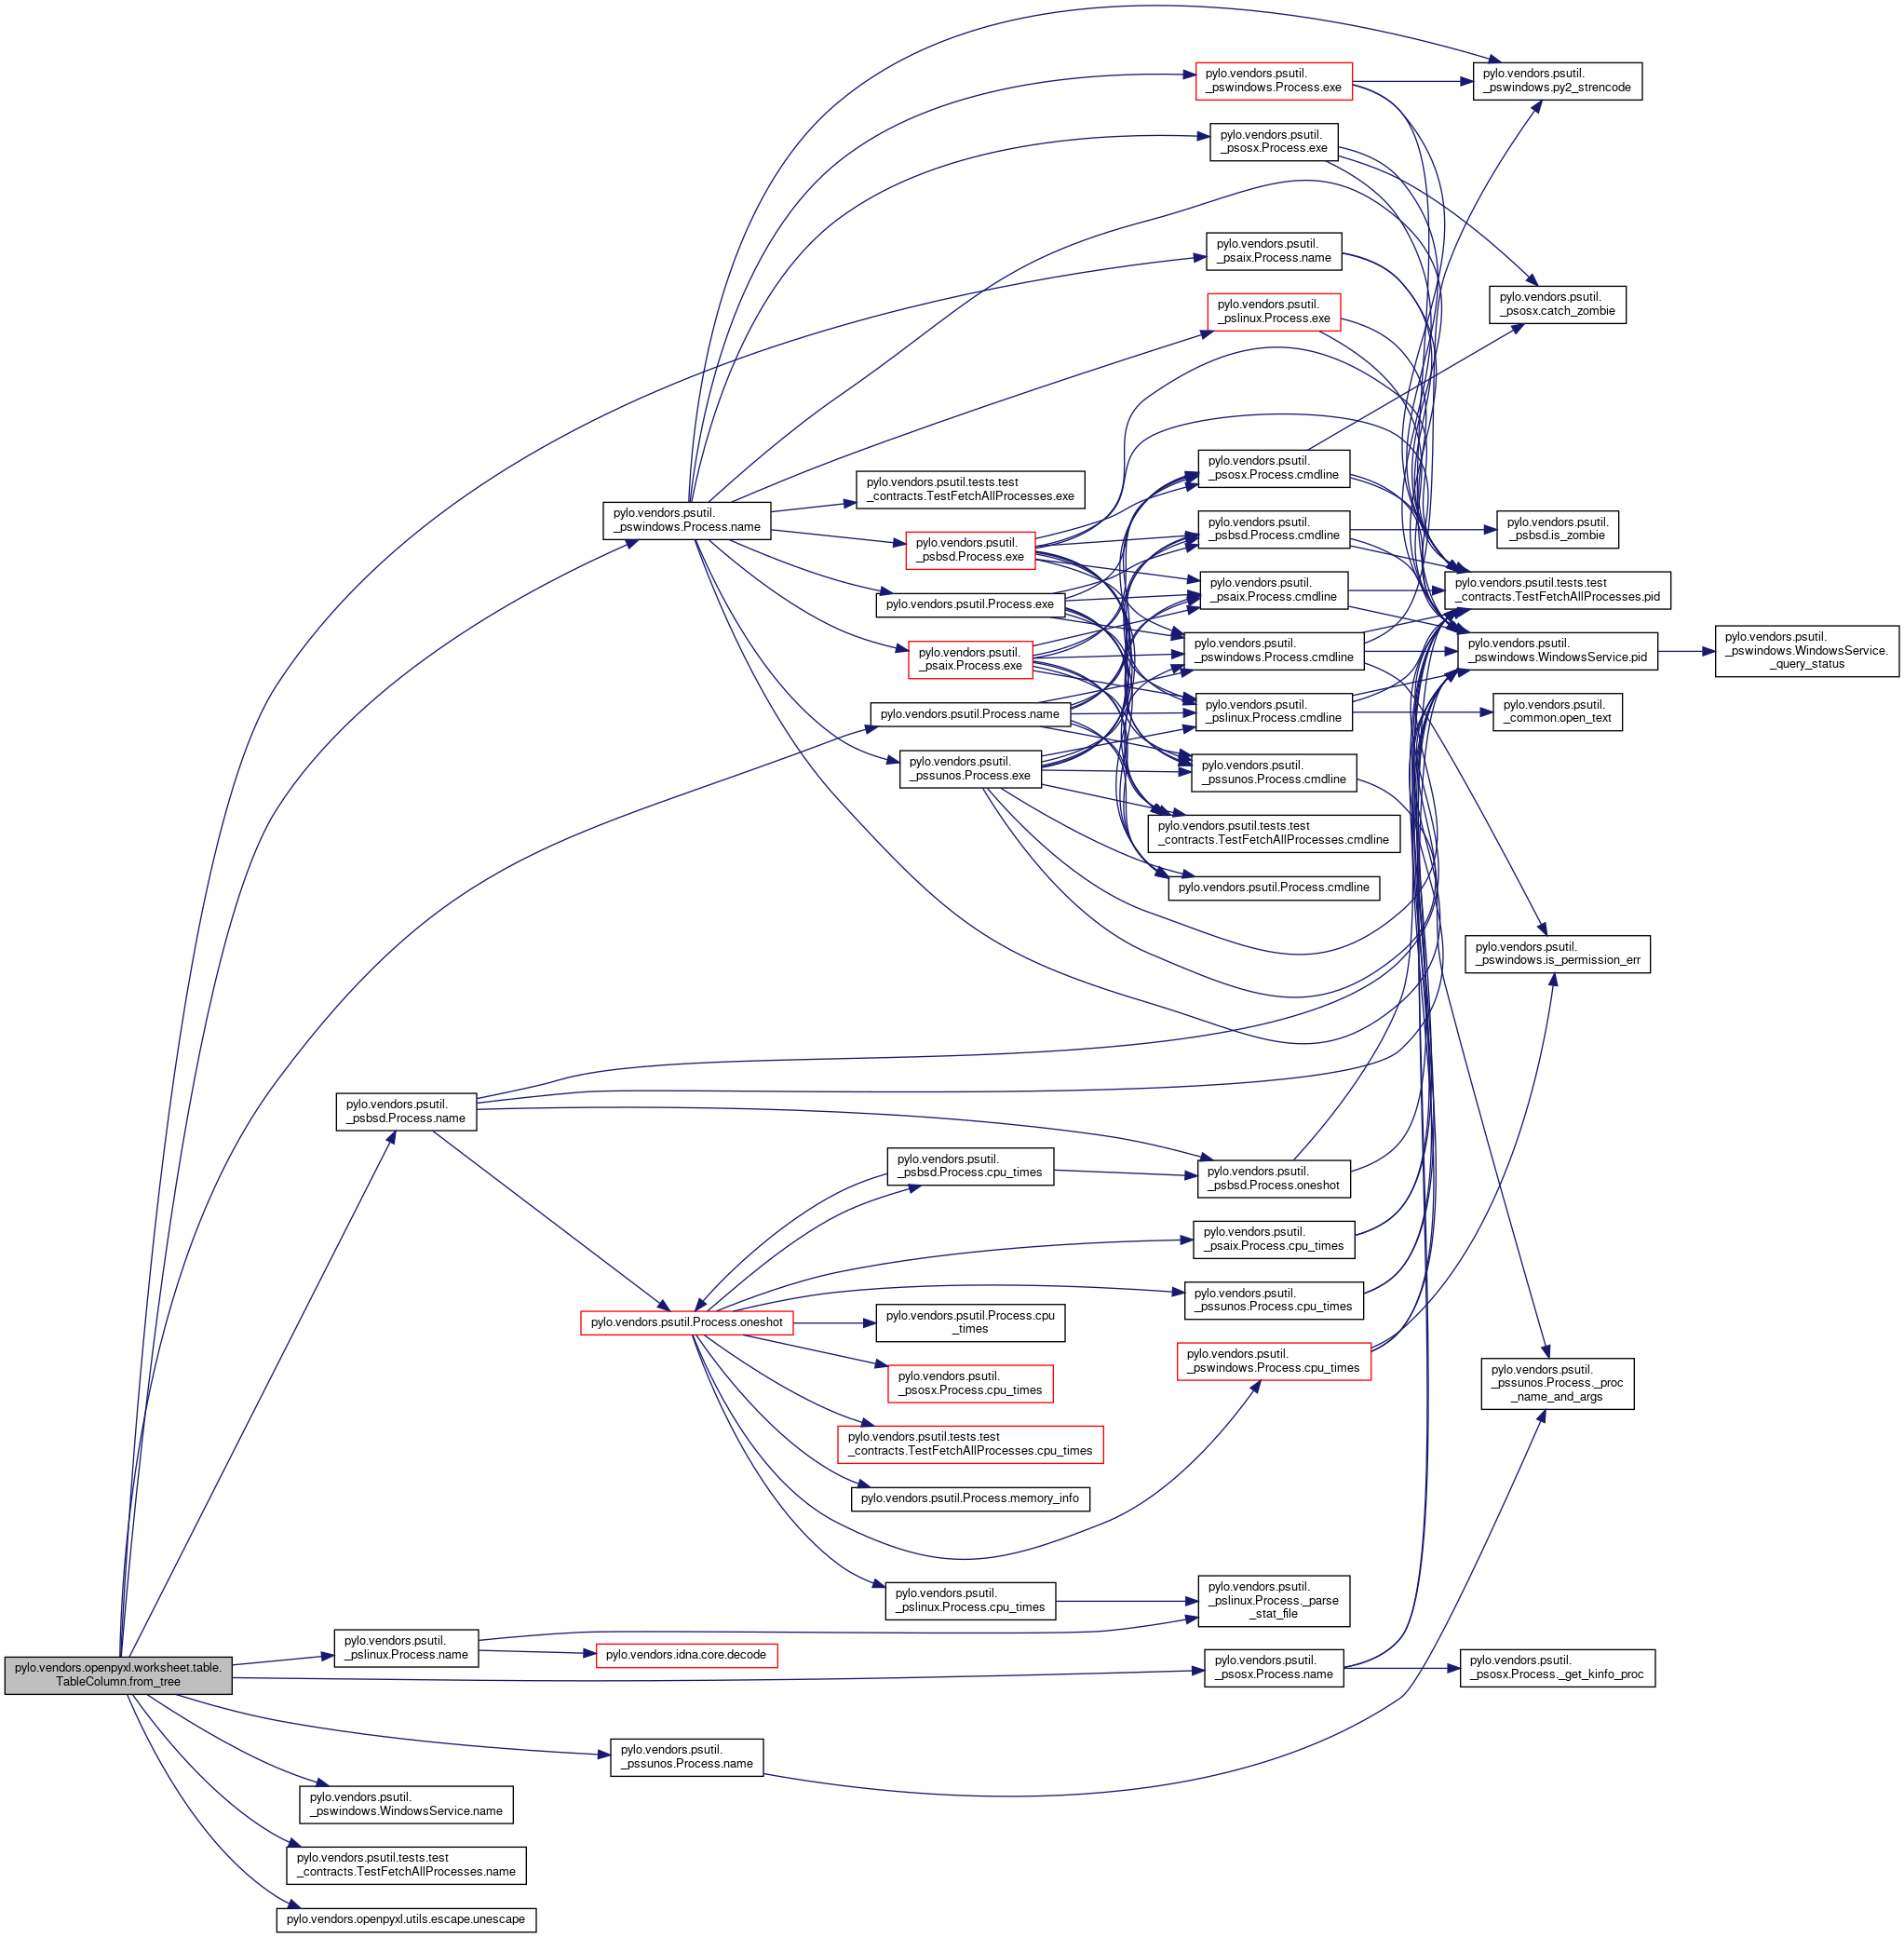 pylo.vendors.psutil.
_pswindows.Process.exe
pylo.vendors.psutil.
_pswindows.py2_strencode
pylo.vendors.psutil.
_psosx.Process.exe
pylo.vendors.psutil.
_psaix.Process.name
pylo.vendors.psutil.
_pslinux.Process.exe
pylo.vendors.psutil.
_psosx.catch_zombie
pylo.vendors.psutil.
_pswindows.Process.name
pylo.vendors.psutil.tests.test
_contracts.TestFetchAllProcesses.exe
pylo.vendors.psutil.
_psosx.Process.cmdline
pylo.vendors.psutil.
_psbsd.Process.exe
pylo.vendors.psutil.
_psbsd.Process.cmdline
pylo.vendors.psutil.
_psbsd.is_zombie
pylo.vendors.psutil.Process.exe
pylo.vendors.psutil.
_psaix.Process.cmdline
pylo.vendors.psutil.tests.test
_contracts.TestFetchAllProcesses.pid
pylo.vendors.psutil.
_psaix.Process.exe
pylo.vendors.psutil.
_pswindows.Process.cmdline
pylo.vendors.psutil.
_pswindows.WindowsService.pid
pylo.vendors.psutil.
_pswindows.WindowsService.
_query_status
pylo.vendors.psutil.Process.name
pylo.vendors.psutil.
_pslinux.Process.cmdline
pylo.vendors.psutil.
_common.open_text
pylo.vendors.psutil.
_pssunos.Process.exe
pylo.vendors.psutil.
_pssunos.Process.cmdline
pylo.vendors.psutil.tests.test
_contracts.TestFetchAllProcesses.cmdline
pylo.vendors.psutil.Process.cmdline
pylo.vendors.psutil.
_pswindows.is_permission_err
pylo.vendors.psutil.
_psbsd.Process.name
pylo.vendors.psutil.
_psbsd.Process.cpu_times
pylo.vendors.psutil.
_psbsd.Process.oneshot
pylo.vendors.psutil.
_psaix.Process.cpu_times
pylo.vendors.psutil.
_pssunos.Process.cpu_times
pylo.vendors.psutil.Process.oneshot
pylo.vendors.psutil.Process.cpu
_times
pylo.vendors.psutil.
_pswindows.Process.cpu_times
pylo.vendors.psutil.
_psosx.Process.cpu_times
pylo.vendors.psutil.
_pssunos.Process._proc
_name_and_args
pylo.vendors.psutil.tests.test
_contracts.TestFetchAllProcesses.cpu_times
pylo.vendors.psutil.Process.memory_info
pylo.vendors.psutil.
_pslinux.Process.cpu_times
pylo.vendors.psutil.
_pslinux.Process._parse
_stat_file
pylo.vendors.psutil.
_pslinux.Process.name
pylo.vendors.idna.core.decode
pylo.vendors.openpyxl.worksheet.table.
TableColumn.from_tree
pylo.vendors.psutil.
_psosx.Process.name
pylo.vendors.psutil.
_psosx.Process._get_kinfo_proc
pylo.vendors.psutil.
_pssunos.Process.name
pylo.vendors.psutil.
_pswindows.WindowsService.name
pylo.vendors.psutil.tests.test
_contracts.TestFetchAllProcesses.name
pylo.vendors.openpyxl.utils.escape.unescape